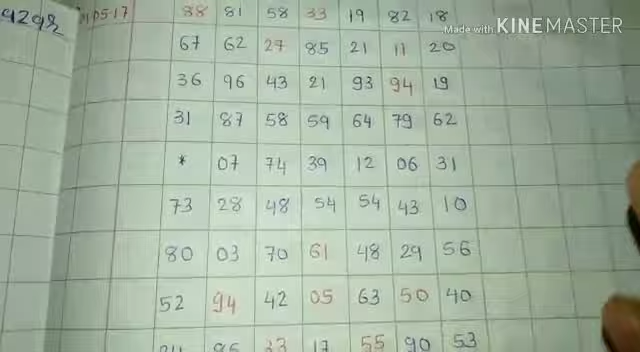 Made with KINEMASTER
05-17 88 81 58 33 19 82 18
67 62 27 85 21 11 20
36 96 43 21 93 94 19
31 87 58 59 64 79 62
* 07 74 39 12 06 31
73 28 48 54 54 43 10
80 03 70 61 48 29 56
52 94 42 05 63 50 40
33 17 55 90 53